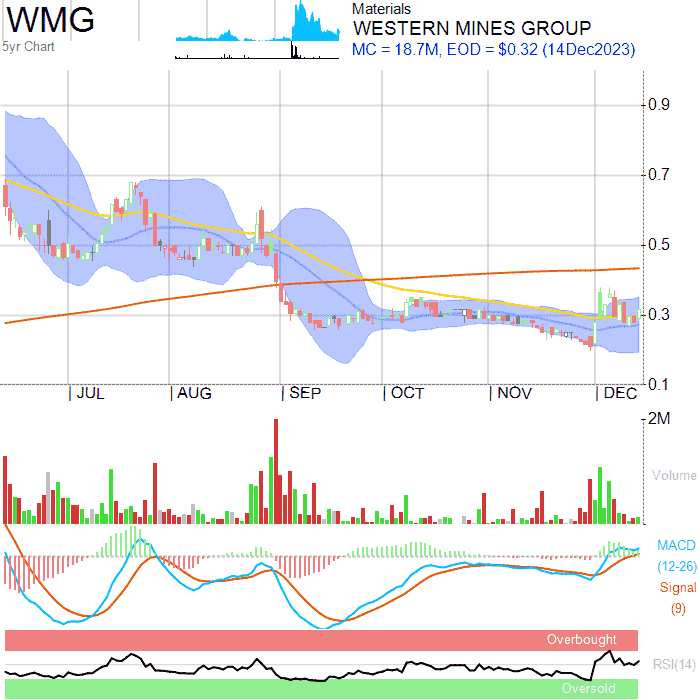 WMG
5yr Chart
Materials
WESTERN MINES GROUP
MC = 18.7M, EOD = $0.32 (14Dec2023)
0.9
0.7
0.5
0.3
0.1
JUL AUG SEP OCT NOV DEC
2M
Volume
MACD
(12-26)
Signal
(9)
Overbought
RSI(14)
Oversold